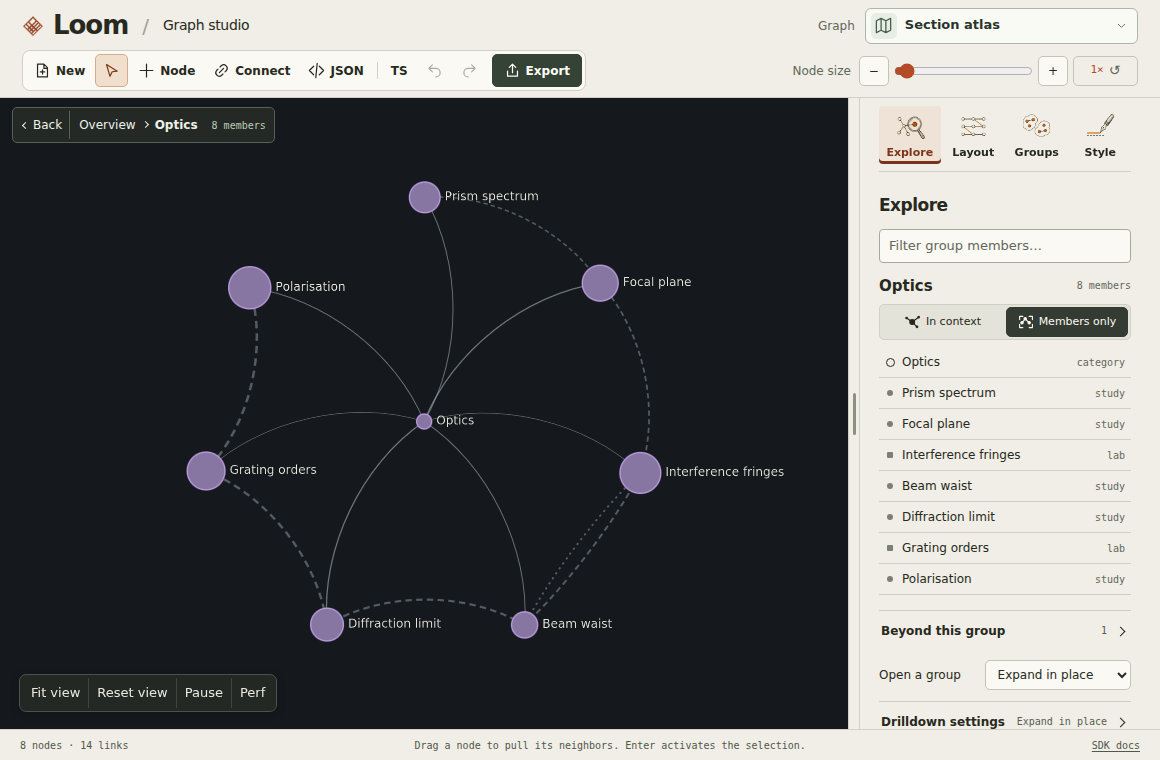 Loom / Graph studio
Graph Section atlas
New Node Connect JSON TS Export
Node size − + 1× ↺
Back Overview Optics 8 members
Explore Layout Groups Style
Explore
Filter group members…
Optics 8 members
In context Members only
Optics category
Prism spectrum study
Focal plane study
Interference fringes lab
Beam waist study
Diffraction limit study
Grating orders lab
Polarisation study
Beyond this group 1
Open a group Expand in place
Drilldown settings Expand in place
Prism spectrum
Focal plane
Polarisation
Optics
Grating orders
Interference fringes
Diffraction limit
Beam waist
Fit view Reset view Pause Perf
8 nodes · 14 links
Drag a node to pull its neighbors. Enter activates the selection.
SDK docs